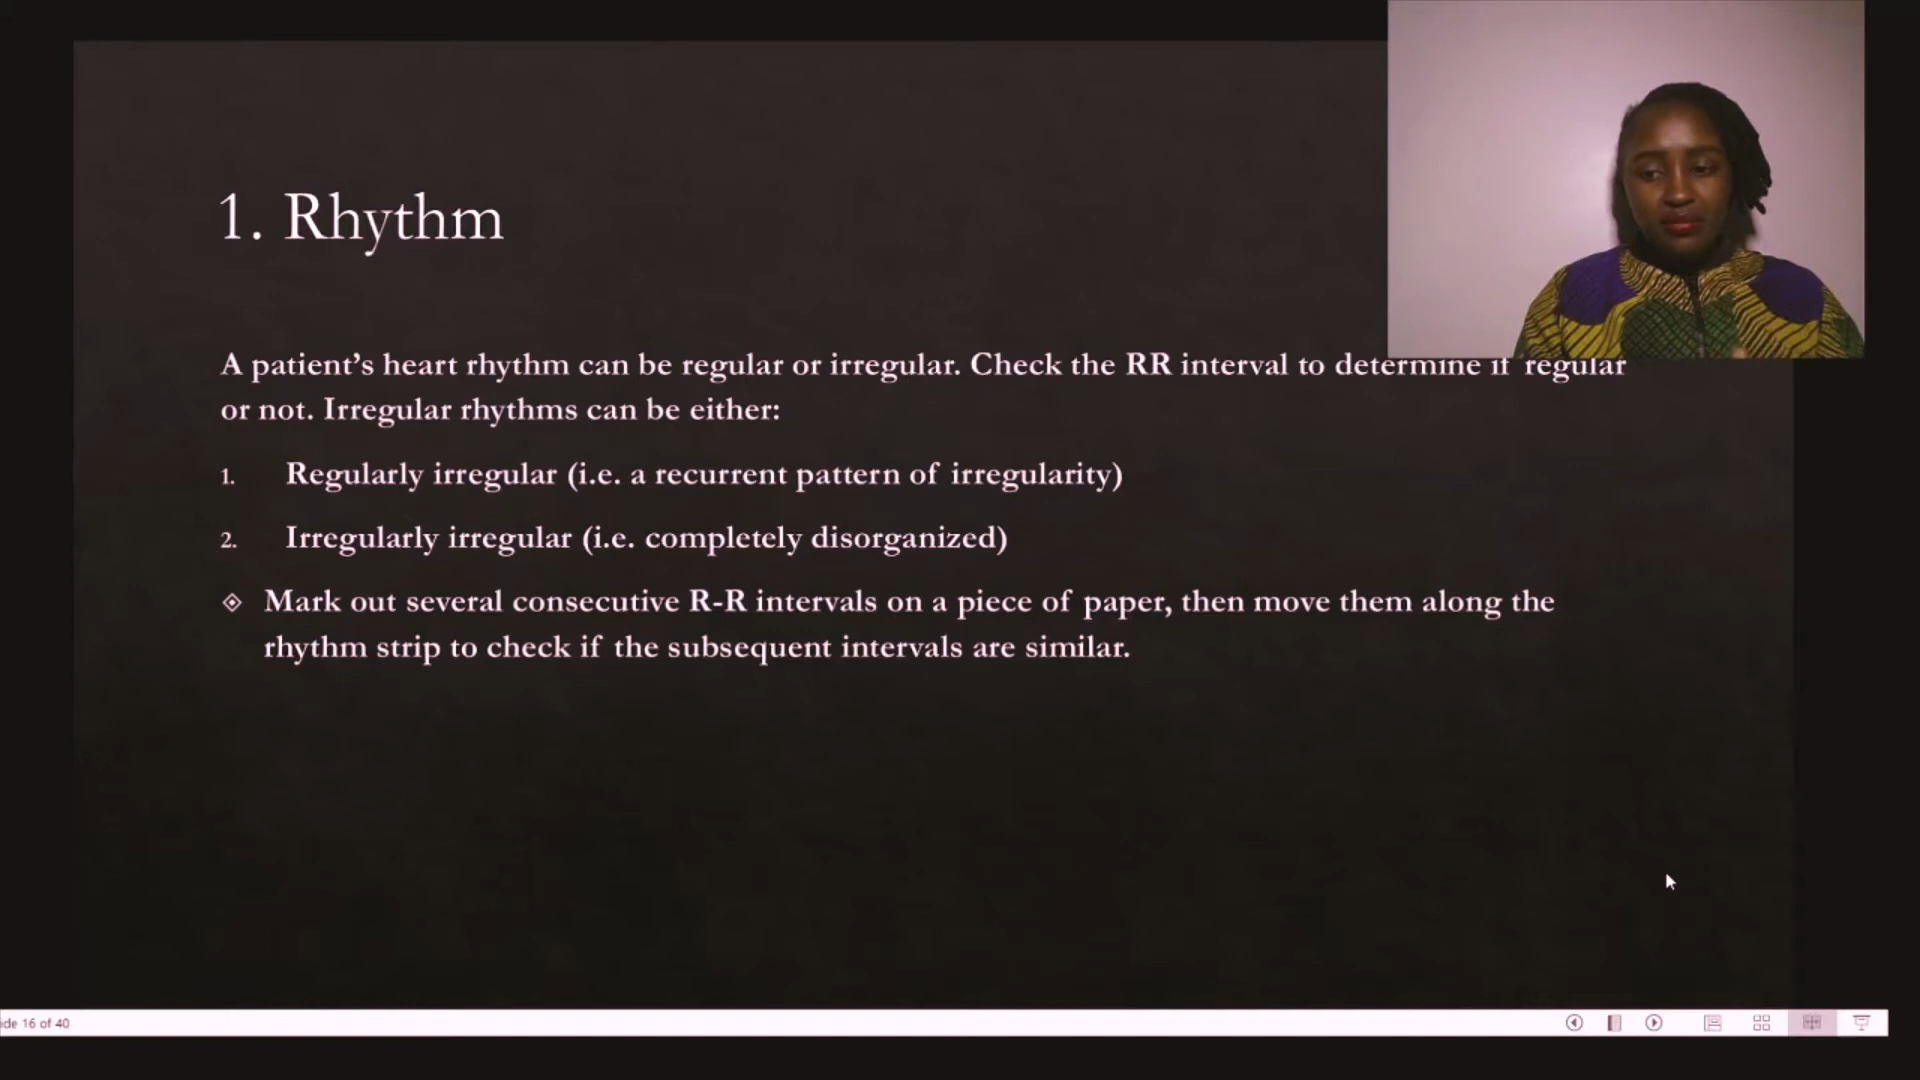 1. Rhythm
A patient's heart rhythm can be regular or irregular. Check the RR interval to determine if regular
or not. Irregular rhythms can be either:
1. Regularly irregular (i.e. a recurrent pattern of irregularity)
2. Irregularly irregular (i.e. completely disorganized)
Mark out several consecutive R-R intervals on a piece of paper, then move them along the
rhythm strip to check if the subsequent intervals are similar.
ide 16 of 40